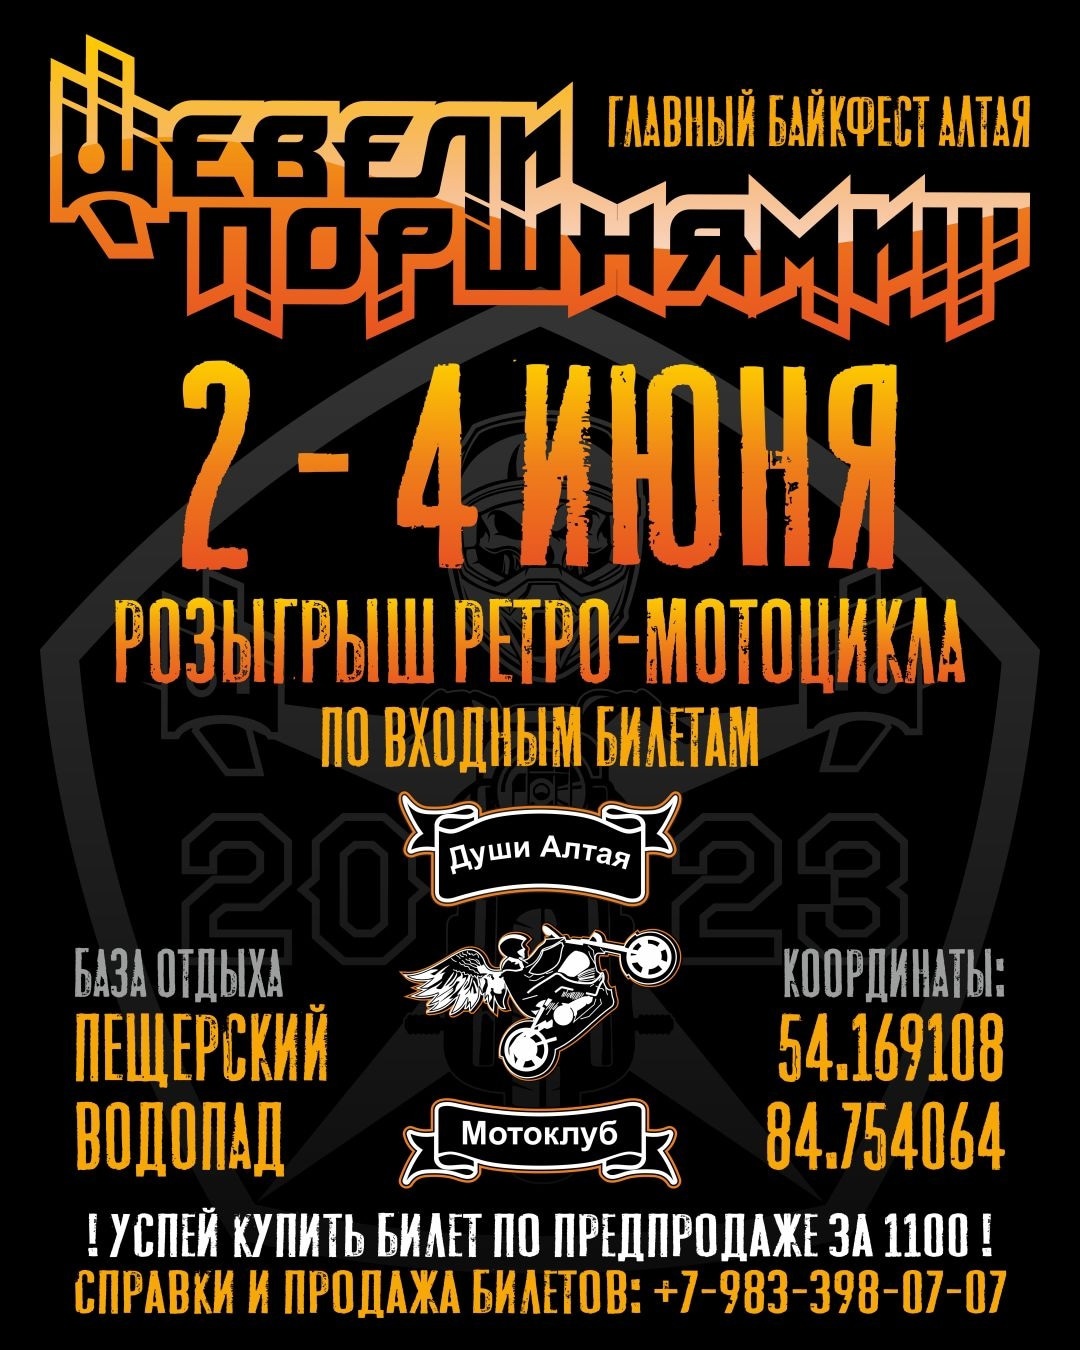 ШЕВЕЛИ
ПОРШНЯМИ!!!
ГЛАВНЫЙ БАЙКФЕСТ АЛТАЯ
2 - 4 ИЮНЯ
РОЗЫГРЫШ РЕТРО-МОТОЦИКЛА
ПО ВХОДНЫМ БИЛЕТАМ
Души Алтая
2023
БАЗА ОТДЫХА
ПЕЩЕРСКИЙ
ВОДОПАД
Мотоклуб
КООРДИНАТЫ:
54.169108
84.754064
! УСПЕЙ КУПИТЬ БИЛЕТ ПО ПРЕДПРОДАЖЕ ЗА 1100 !
СПРАВКИ И ПРОДАЖА БИЛЕТОВ: +7-983-398-07-07